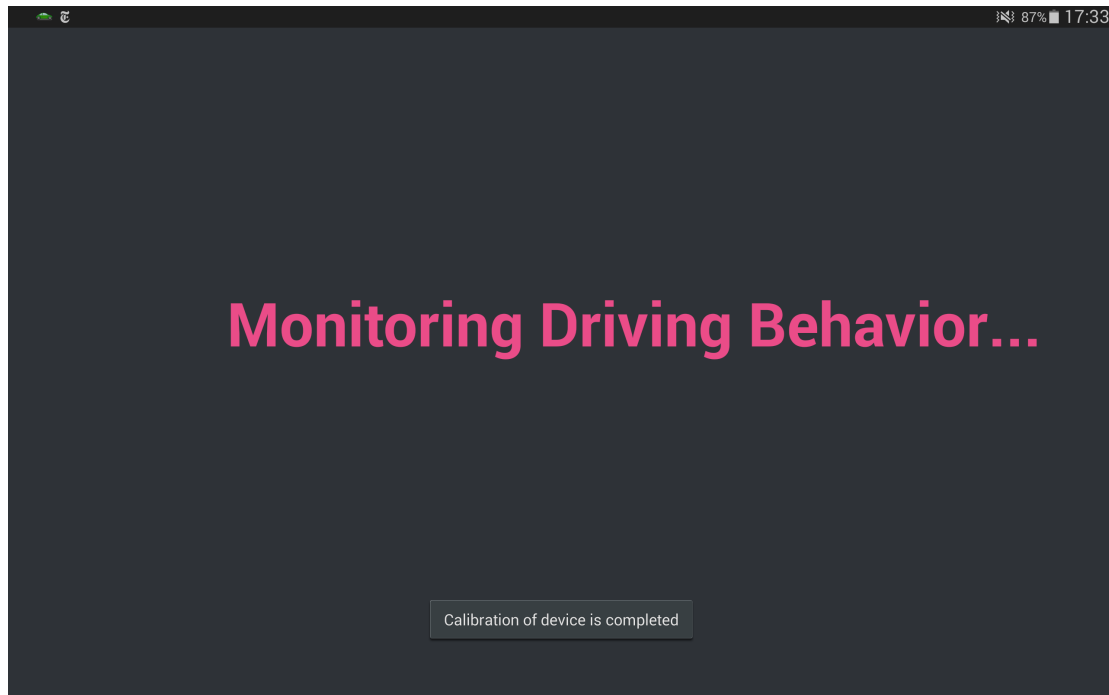 87% 17:33
Monitoring Driving Behavior...
Calibration of device is completed